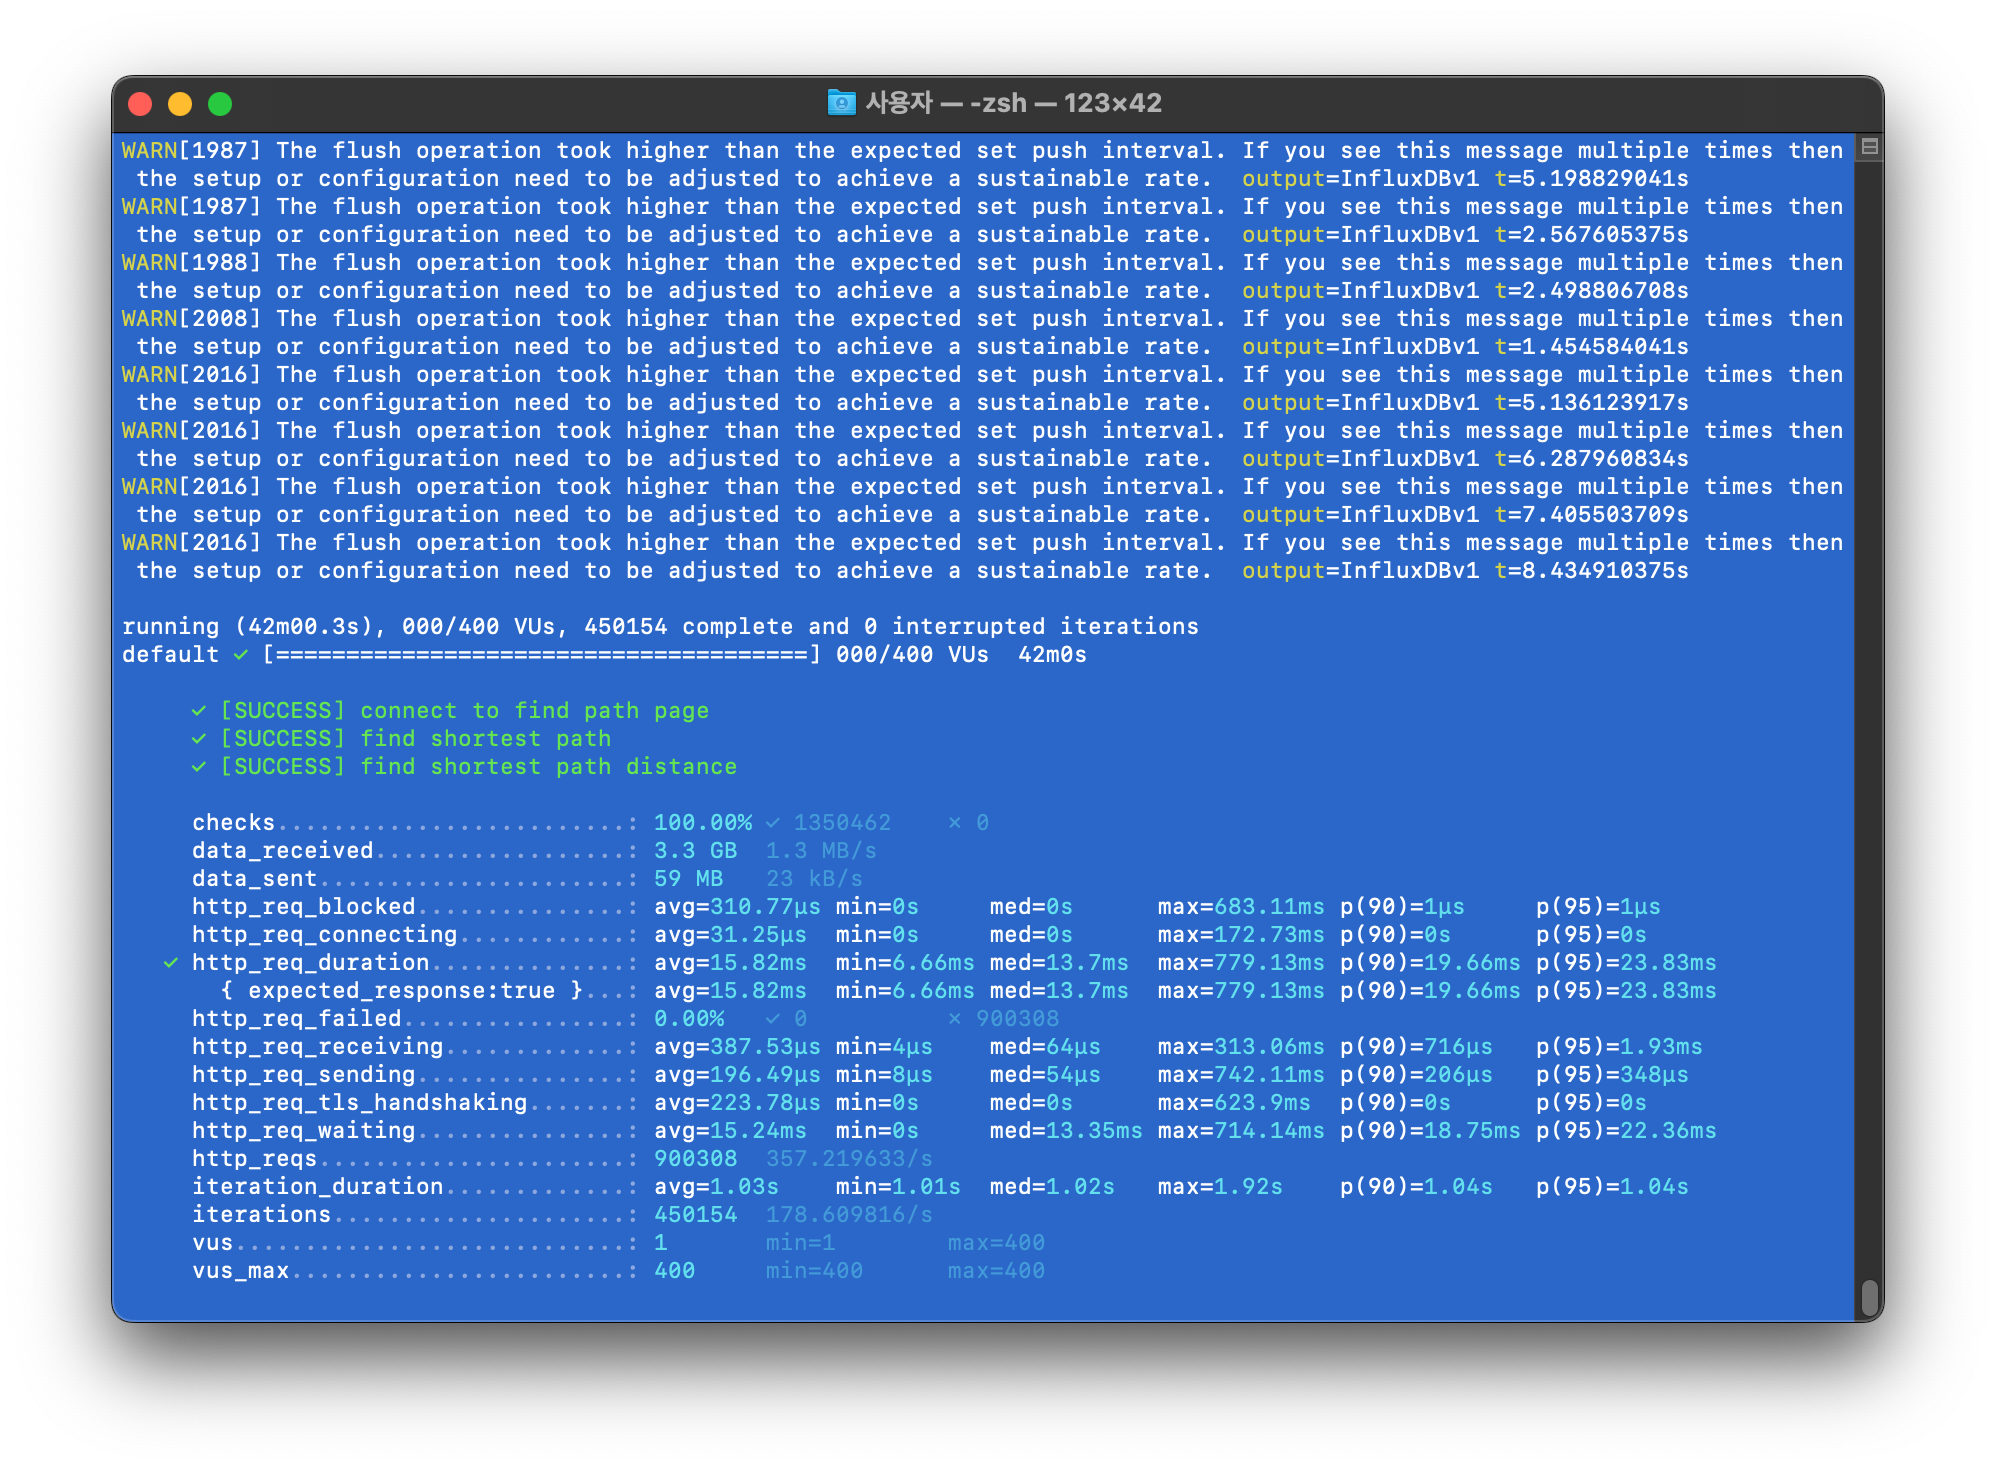 사용자 — -zsh — 123×42
WARN[1987] The flush operation took higher than the expected set push interval. If you see this message multiple times then
the setup or configuration need to be adjusted to achieve a sustainable rate.  output=InfluxDBv1 t=5.198829041s
WARN[1987] The flush operation took higher than the expected set push interval. If you see this message multiple times then
the setup or configuration need to be adjusted to achieve a sustainable rate.  output=InfluxDBv1 t=2.567605375s
WARN[1988] The flush operation took higher than the expected set push interval. If you see this message multiple times then
the setup or configuration need to be adjusted to achieve a sustainable rate.  output=InfluxDBv1 t=2.498806708s
WARN[2008] The flush operation took higher than the expected set push interval. If you see this message multiple times then
the setup or configuration need to be adjusted to achieve a sustainable rate.  output=InfluxDBv1 t=1.454584041s
WARN[2016] The flush operation took higher than the expected set push interval. If you see this message multiple times then
the setup or configuration need to be adjusted to achieve a sustainable rate.  output=InfluxDBv1 t=5.136123917s
WARN[2016] The flush operation took higher than the expected set push interval. If you see this message multiple times then
the setup or configuration need to be adjusted to achieve a sustainable rate.  output=InfluxDBv1 t=6.287960834s
WARN[2016] The flush operation took higher than the expected set push interval. If you see this message multiple times then
the setup or configuration need to be adjusted to achieve a sustainable rate.  output=InfluxDBv1 t=7.405503709s
WARN[2016] The flush operation took higher than the expected set push interval. If you see this message multiple times then
the setup or configuration need to be adjusted to achieve a sustainable rate.  output=InfluxDBv1 t=8.434910375s
running (42m00.3s), 000/400 VUs, 450154 complete and 0 interrupted iterations
default ✓ [======================================] 000/400 VUs  42m0s
✓ [SUCCESS] connect to find path page
✓ [SUCCESS] find shortest path
✓ [SUCCESS] find shortest path distance
checks.........................: 100.00% ✓ 1350462    ✗ 0
data_received..................: 3.3 GB  1.3 MB/s
data_sent......................: 59 MB   23 kB/s
http_req_blocked...............: avg=310.77µs min=0s     med=0s      max=683.11ms p(90)=1µs     p(95)=1µs
http_req_connecting............: avg=31.25µs  min=0s     med=0s      max=172.73ms p(90)=0s      p(95)=0s
✓ http_req_duration..............: avg=15.82ms  min=6.66ms med=13.7ms  max=779.13ms p(90)=19.66ms p(95)=23.83ms
{ expected_response:true }...: avg=15.82ms  min=6.66ms med=13.7ms  max=779.13ms p(90)=19.66ms p(95)=23.83ms
http_req_failed................: 0.00%   ✓ 0          ✗ 900308
http_req_receiving.............: avg=387.53µs min=4µs    med=64µs    max=313.06ms p(90)=716µs   p(95)=1.93ms
http_req_sending...............: avg=196.49µs min=8µs    med=54µs    max=742.11ms p(90)=206µs   p(95)=348µs
http_req_tls_handshaking.......: avg=223.78µs min=0s     med=0s      max=623.9ms  p(90)=0s      p(95)=0s
http_req_waiting...............: avg=15.24ms  min=0s     med=13.35ms max=714.14ms p(90)=18.75ms p(95)=22.36ms
http_reqs......................: 900308  357.219633/s
iteration_duration.............: avg=1.03s    min=1.01s  med=1.02s   max=1.92s    p(90)=1.04s   p(95)=1.04s
iterations.....................: 450154  178.609816/s
vus............................: 1       min=1        max=400
vus_max........................: 400     min=400      max=400